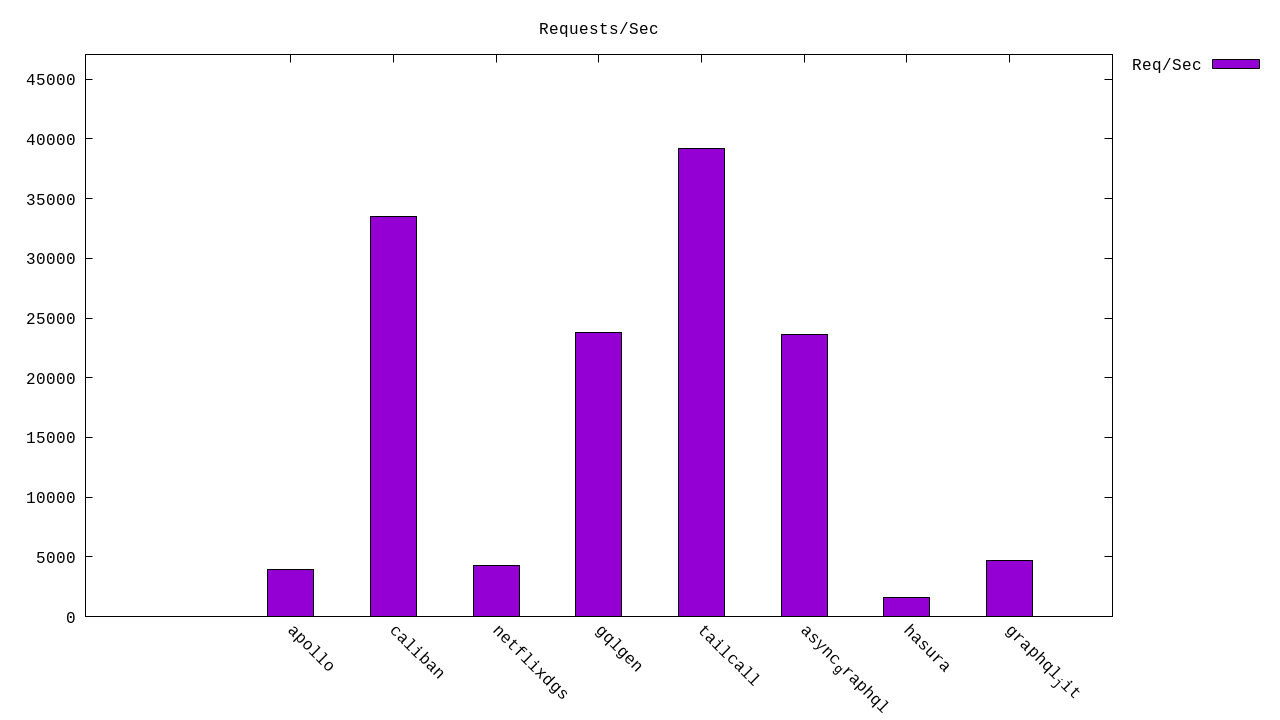 Requests/Sec
Req/Sec
45000
40000
35000
30000
25000
20000
15000
10000
5000
0
apollo
caliban
netflixdgs
gqlgen
tailcall
async_graphql
hasura
graphql_jit